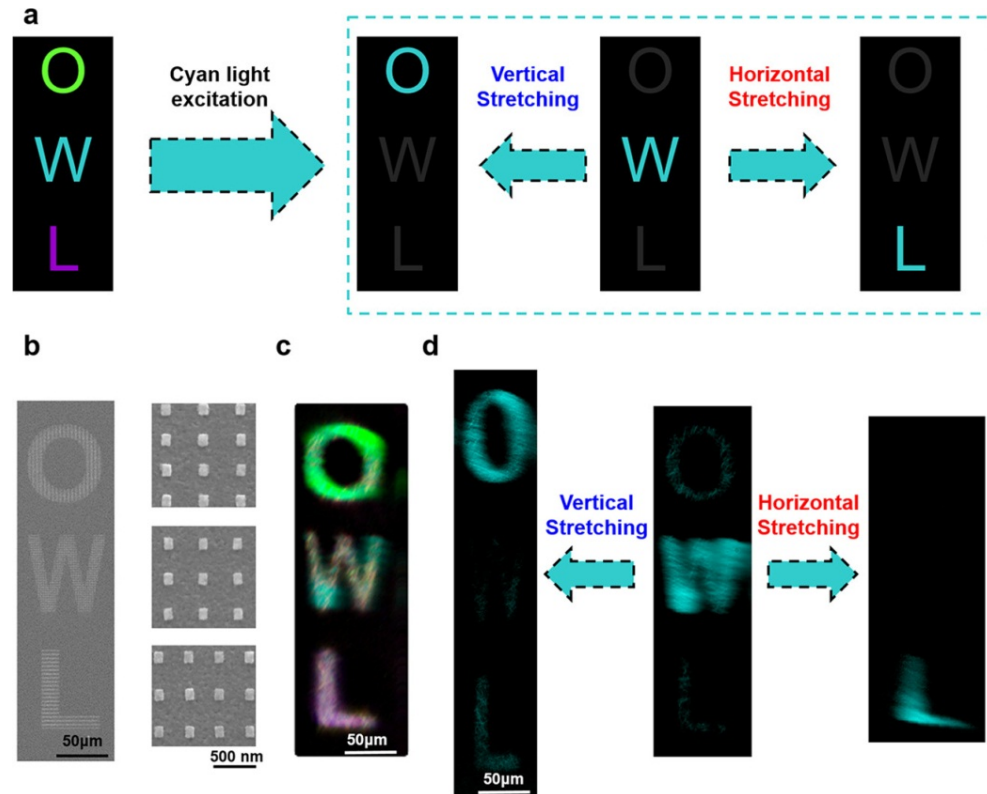 a
O
W
L
Cyan light
excitation
O
W
L
Vertical
Stretching
O
W
L
Horizontal
Stretching
O
W
L
b
O
W
L
50μm
500 nm
c
O
W
L
50μm
d
O
W
L
50μm
Vertical
Stretching
O
W
L
Horizontal
Stretching
L